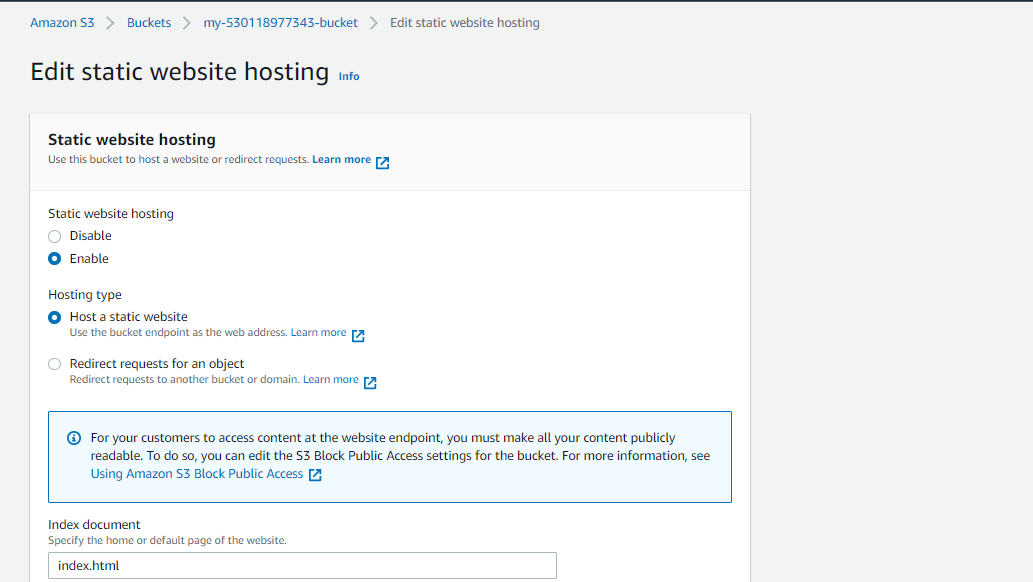 Amazon S3 > Buckets > my-530118977343-bucket > Edit static website hosting
Edit static website hosting Info
Static website hosting
Use this bucket to host a website or redirect requests. Learn more
Static website hosting
Disable
Enable
Hosting type
Host a static website
Use the bucket endpoint as the web address. Learn more
Redirect requests for an object
Redirect requests to another bucket or domain. Learn more
For your customers to access content at the website endpoint, you must make all your content publicly
readable. To do so, you can edit the S3 Block Public Access settings for the bucket. For more information, see
Using Amazon S3 Block Public Access
Index document
Specify the home or default page of the website.
index.html